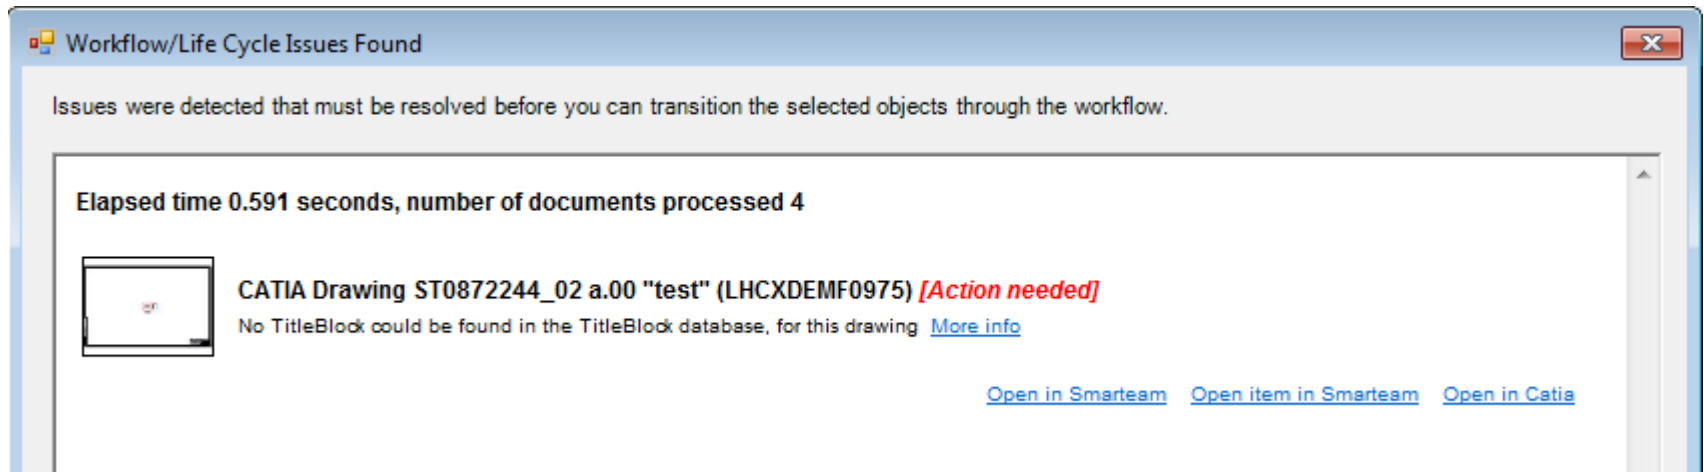 Workflow/Life Cycle Issues Found
Issues were detected that must be resolved before you can transition the selected objects through the workflow.
Elapsed time 0.591 seconds, number of documents processed 4
CATIA Drawing ST0872244_02 a.00 "test" (LHCXDEMF0975) [Action needed]
No TitleBlock could be found in the TitleBlock database, for this drawing More info
Open in Smarteam Open item in Smarteam Open in Catia